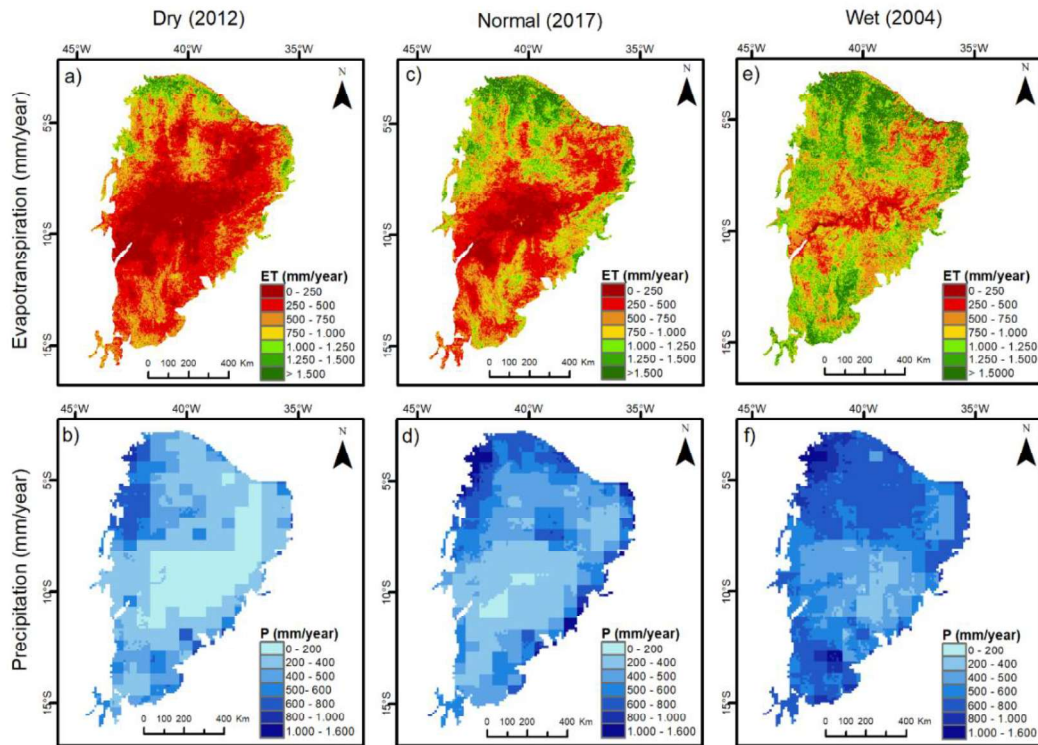 Dry (2012)
Normal (2017)
Wet (2004)
45°W 40°W 35°W
45°W 40°W 35°W
45°W 40°W 35°W
Evapotranspiration (mm/year)
a)
N
5°S
10°S
15°S
ET (mm/year)
0 - 250
250 - 500
500 - 750
750 - 1.000
1.000 - 1.250
1.250 - 1.500
> 1.500
0 100 200 400 Km
c)
N
5°S
10°S
15°S
ET (mm/year)
0 - 250
250 - 500
500 - 750
750 - 1.000
1.000 - 1.250
1.250 - 1.500
>1.500
0 100 200 400 Km
e)
N
5°S
10°S
15°S
ET (mm/year)
0 - 250
250 - 500
500 - 750
750 - 1.000
1.000 - 1.250
1.250 - 1.500
> 1.5000
0 100 200 400 Km
45°W 40°W 35°W
45°W 40°W 35°W
45°W 40°W 35°W
Precipitation (mm/year)
b)
N
5°S
10°S
15°S
P (mm/year)
0 - 200
200 - 400
400 - 500
500 - 600
600 - 800
800 - 1.000
1.000 - 1.600
0 100 200 400 Km
d)
N
5°S
10°S
15°S
P (mm/year)
0 - 200
200 - 400
400 - 500
500 - 600
600 - 800
800 - 1.000
1.000 - 1.600
0 100 200 400 Km
f)
N
5°S
10°S
15°S
P (mm/year)
0 - 200
200 - 400
400 - 500
500 - 600
600 - 800
800 - 1.000
1.000 - 1.600
0 100 200 400 Km